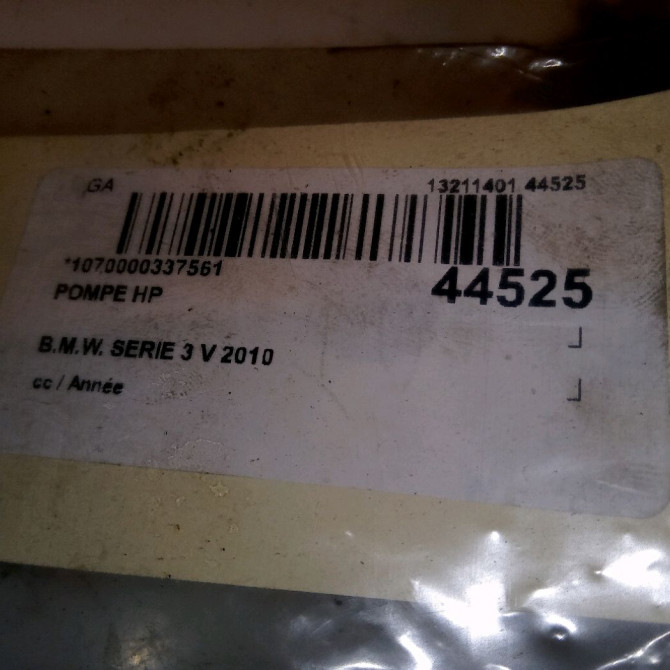 GA 13211401 44525
*1070000337561
44525
POMPE HP
B.M.W. SERIE 3 V 2010
cc / Année